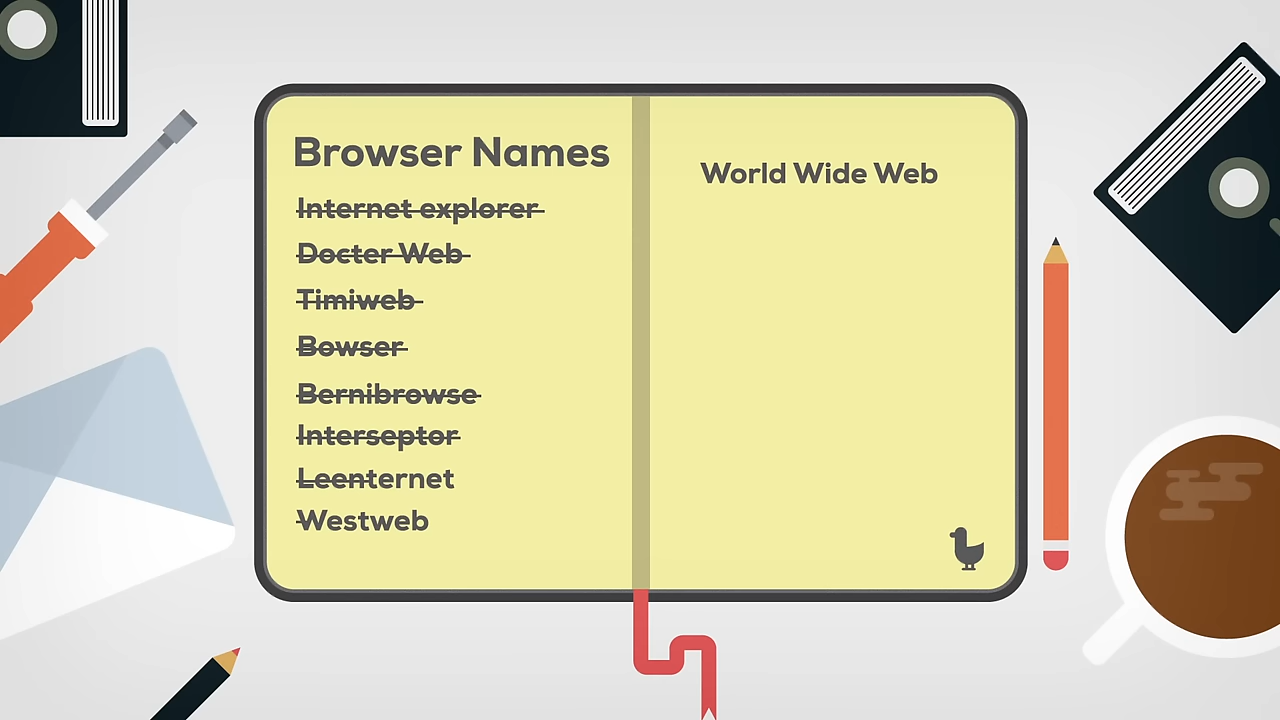 Browser Names
Internet explorer
Docter Web
Timiweb
Bowser
Bernibrowse
Interseptor
Leenternet
Westweb
World Wide Web